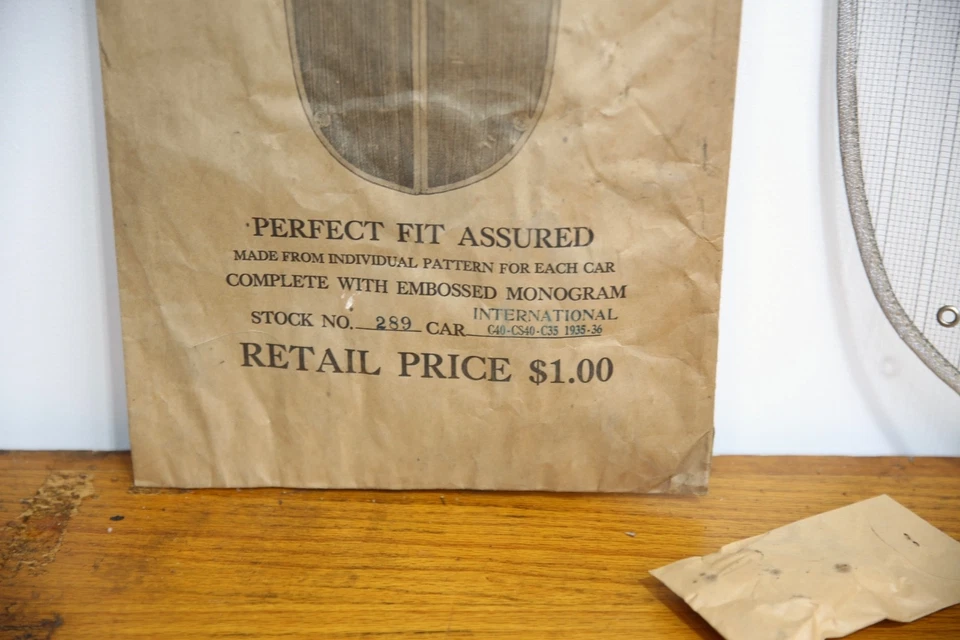 PERFECT FIT ASSURED
MADE FROM INDIVIDUAL PATTERN FOR EACH CAR
COMPLETE WITH EMBOSSED MONOGRAM
INTERNATIONAL
STOCK NO. 289 CAR C40-CS40-C35 1935-36
RETAIL PRICE $1.00